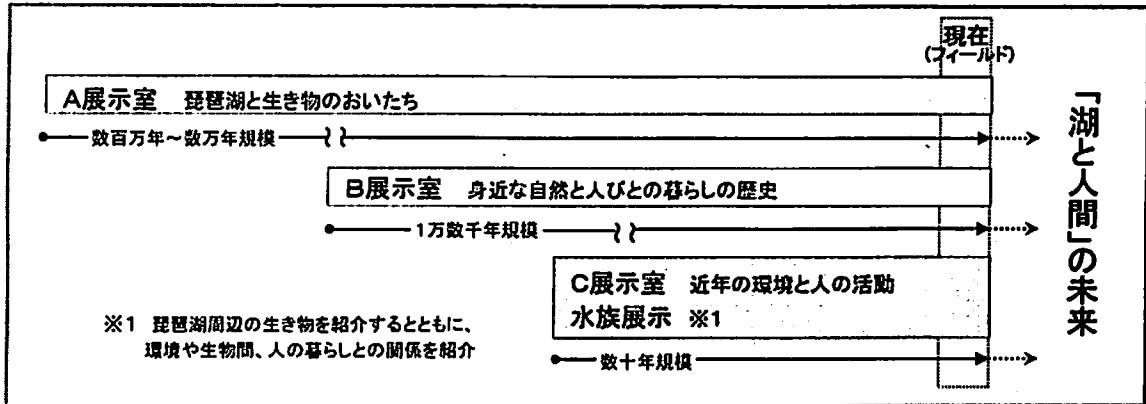 現在
(フィールド)
A展示室 琵琶湖と生き物のおいたち
数百万年～数万年規模
B展示室 身近な自然と人びとの暮らしの歴史
1万数千年規模
C展示室 近年の環境と人の活動
水族展示 ※1
数十年規模
※1 琵琶湖周辺の生き物を紹介するとともに、
環境や生物間、人の暮らしとの関係を紹介
「湖と人間」の未来